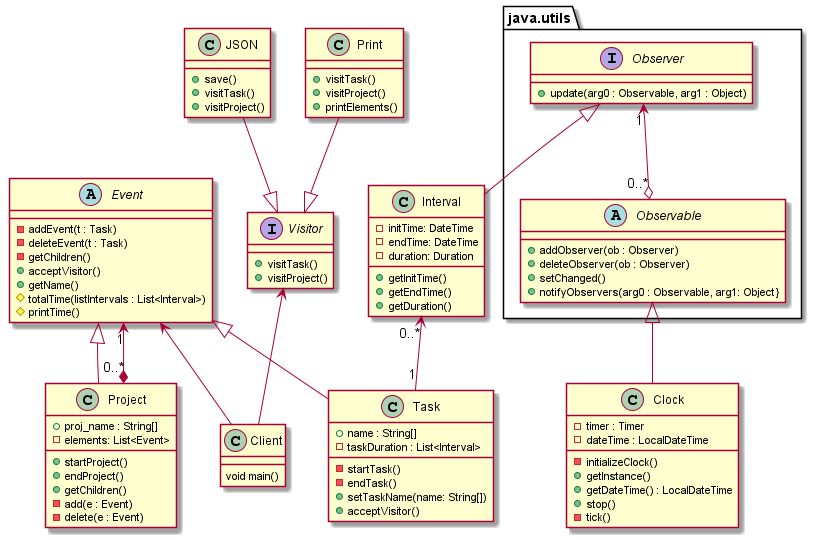 java.utils
C JSON
save()
visitTask()
visitProject()
C Print
visitTask()
visitProject()
printElements()
I Observer
update(arg0 : Observable, arg1 : Object)
1
0..*
A Event
addEvent(t : Task)
deleteEvent(t : Task)
getChildren()
acceptVisitor()
getName()
totalTime(listIntervals : List<Interval>)
printTime()
I Visitor
visitTask()
visitProject()
C Interval
initTime: DateTime
endTime: DateTime
duration: Duration
getInitTime()
getEndTime()
getDuration()
A Observable
addObserver(ob : Observer)
deleteObserver(ob : Observer)
setChanged()
notifyObservers(arg0 : Observable, arg1: Object}
1
0..*
0..*
1
C Project
proj_name : String[]
elements: List<Event>
startProject()
endProject()
getChildren()
add(e : Event)
delete(e : Event)
C Client
void main()
C Task
name : String[]
taskDuration : List<Interval>
startTask()
endTask()
setTaskName(name: String[])
acceptVisitor()
C Clock
timer : Timer
dateTime : LocalDateTime
initializeClock()
getInstance()
getDateTime() : LocalDateTime
stop()
tick()